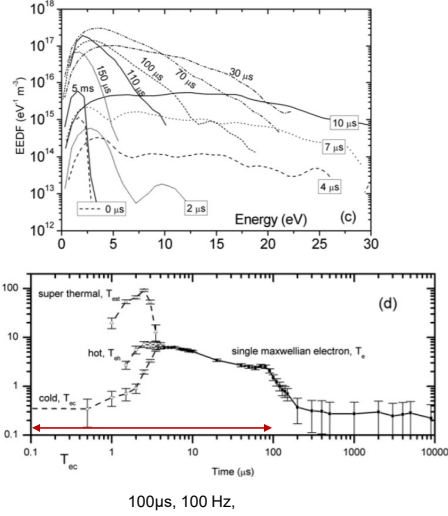 10^18
10^17
10^16
10^15
10^14
10^13
10^12
EEDF (eV^-1 m^-3)
150 μs
110 μs
100 μs
70 μs
30 μs
5 ms
10 μs
7 μs
4 μs
0 μs
2 μs
Energy (eV)
(c)
0 5 10 15 20 25 30
100
10
1
0.1
super thermal, T_est
(d)
hot, T_eh
single maxwellian electron, T_e
cold, T_ec
0.1 1 10 100 1000 10000
T_ec
Time (μs)
100μs, 100 Hz,